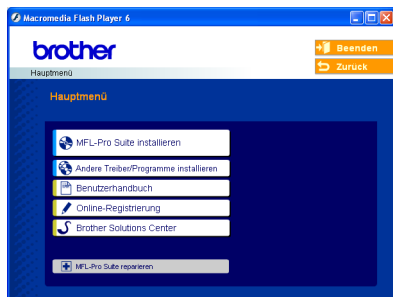 Macromedia Flash Player 6
brother
Beenden
Zurück
Hauptmenü
Hauptmenü
MFL-Pro Suite installieren
Andere Treiber/Programme installieren
Benutzerhandbuch
Online-Registrierung
Brother Solutions Center
MFL-Pro Suite reparieren